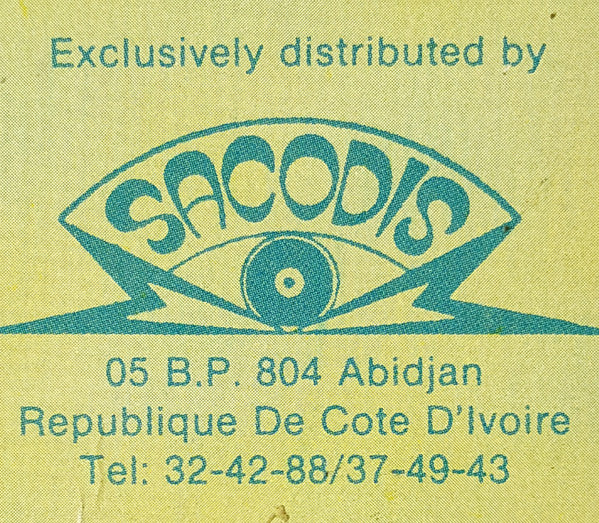 Exclusively distributed by
SACODIS
05 B.P. 804 Abidjan
Republique De Cote D'Ivoire
Tel: 32-42-88/37-49-43